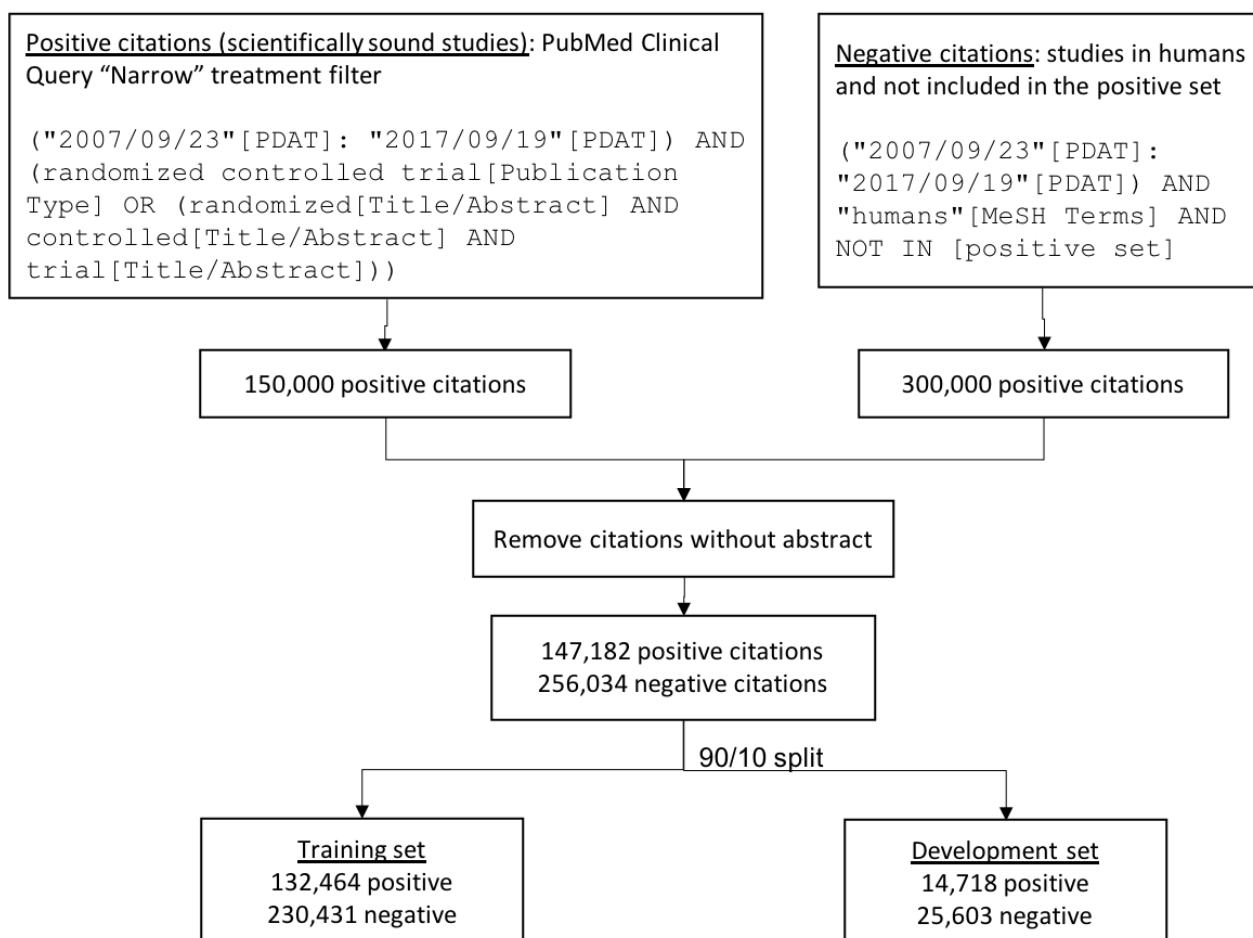 Positive citations (scientifically sound studies): PubMed Clinical
Query “Narrow” treatment filter
("2007/09/23"[PDAT]: "2017/09/19"[PDAT]) AND
(randomized controlled trial[Publication
Type] OR (randomized[Title/Abstract] AND
controlled[Title/Abstract] AND
trial[Title/Abstract]))
Negative citations: studies in humans
and not included in the positive set
("2007/09/23"[PDAT]:
"2017/09/19"[PDAT]) AND
"humans"[MeSH Terms] AND
NOT IN [positive set]
150,000 positive citations
300,000 positive citations
Remove citations without abstract
147,182 positive citations
256,034 negative citations
90/10 split
Training set
132,464 positive
230,431 negative
Development set
14,718 positive
25,603 negative